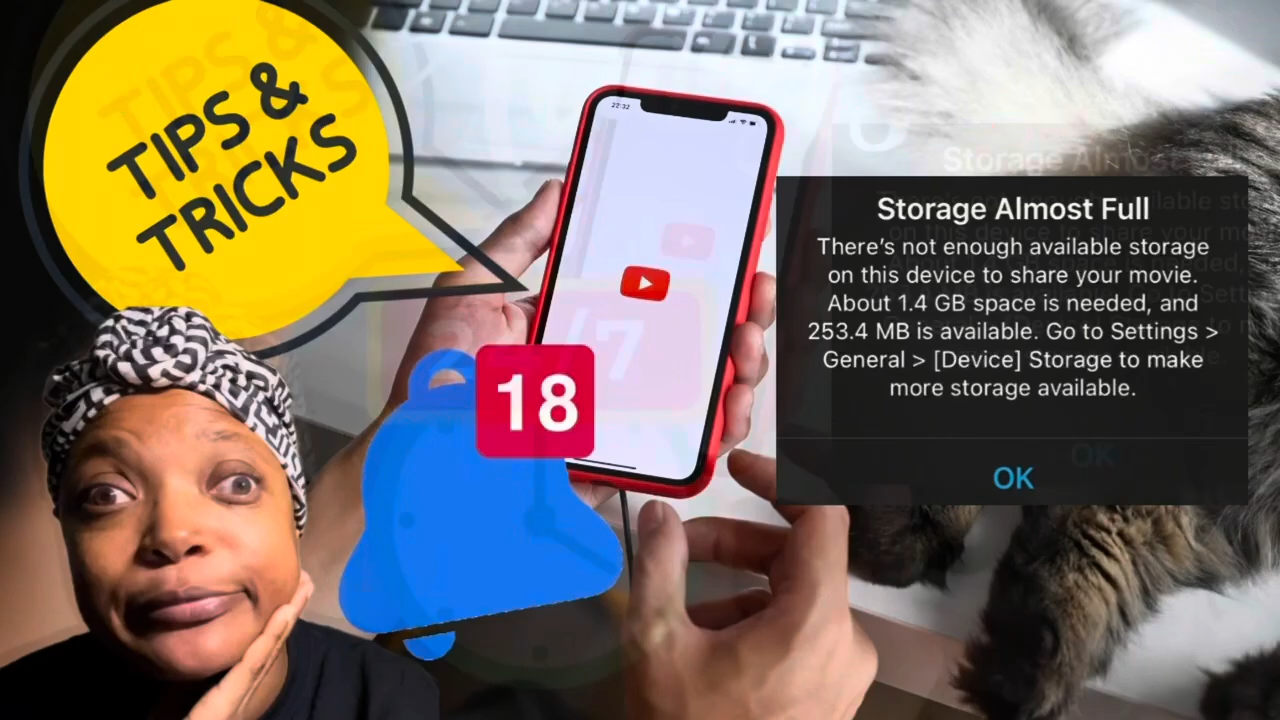 TIPS &
TRICKS
22:32
18
/7
Storage Almost Full
There's not enough available storage
on this device to share your movie.
About 1.4 GB space is needed, and
253.4 MB is available. Go to Settings >
General > [Device] Storage to make
more storage available.
OK